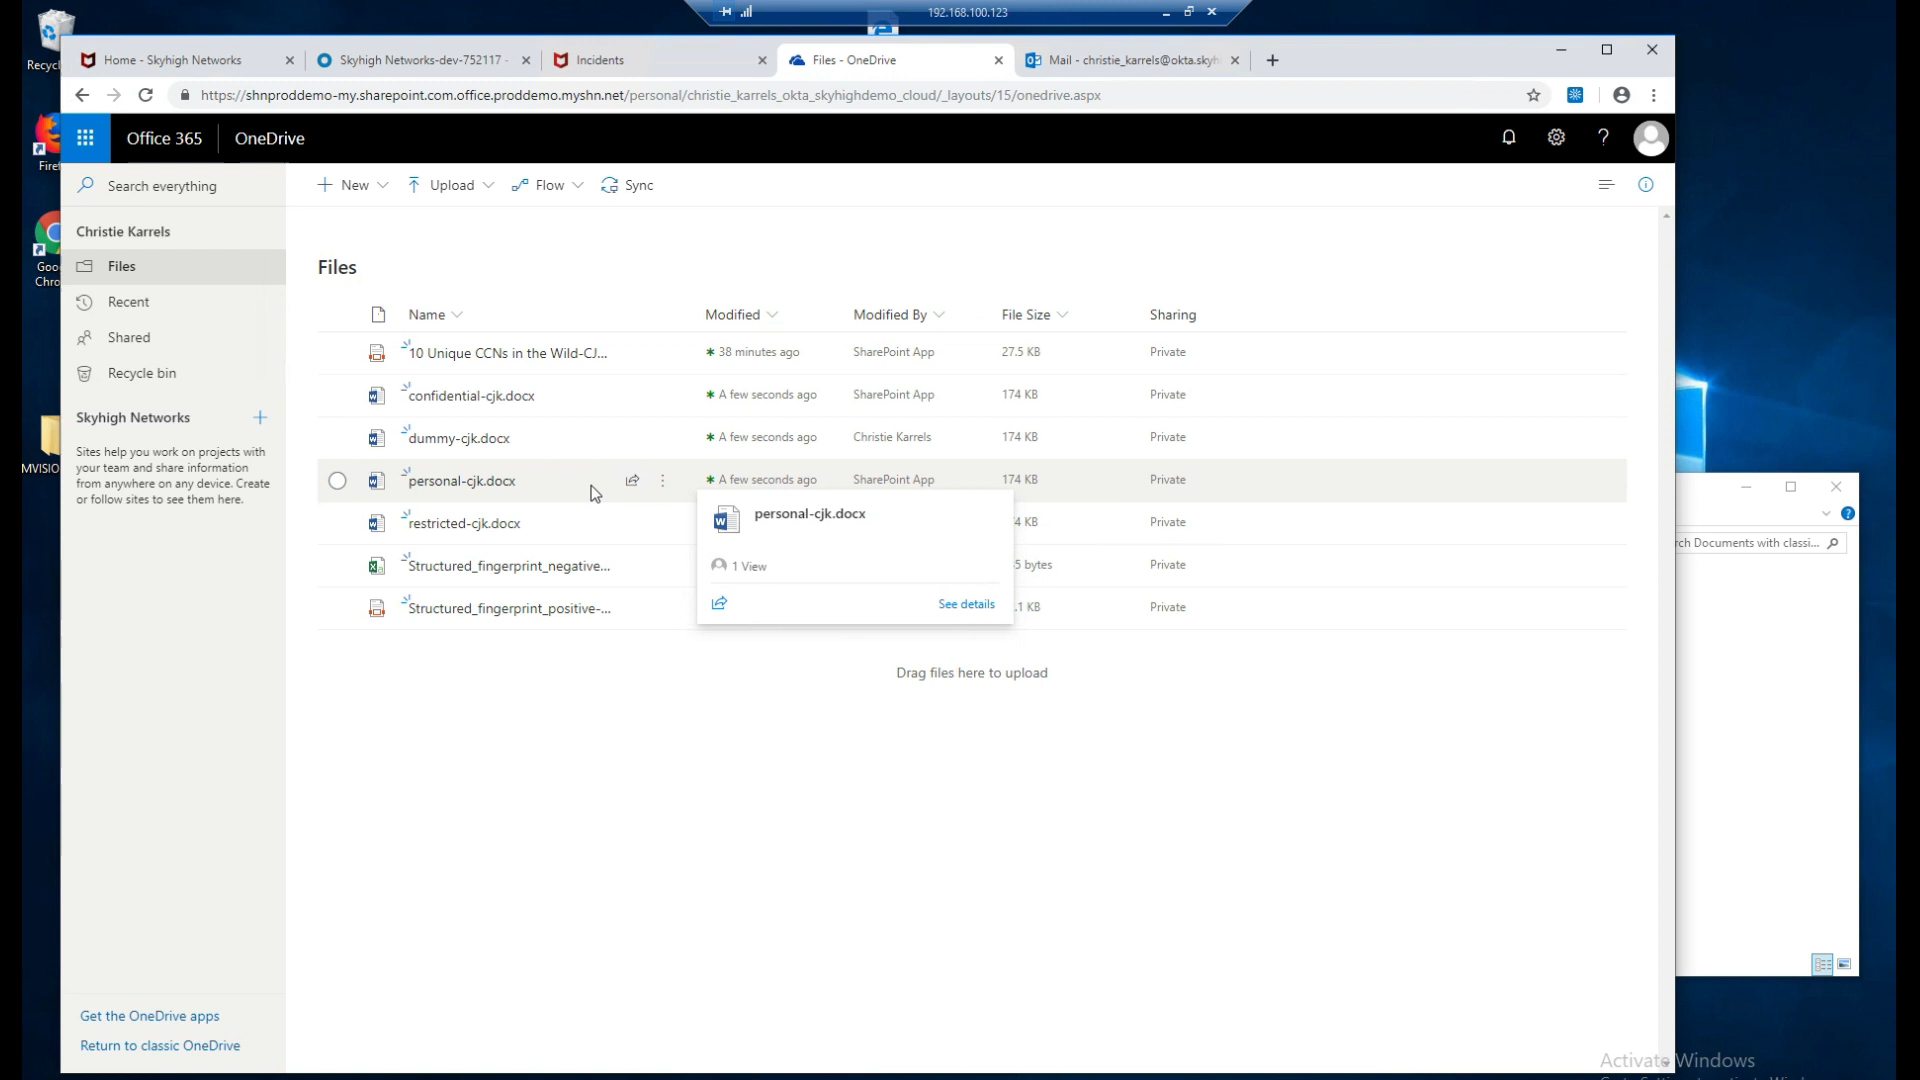 192.168.100.123
Recyc
Home - Skyhigh Networks
Skyhigh Networks-dev-752117 -
Incidents
Files - OneDrive
Mail - christie_karrels@okta.skyh
https://shnproddemo-my.sharepoint.com.office.proddemo.myshn.net/personal/christie_karrels_okta_skyhighdemo_cloud/_layouts/15/onedrive.aspx
Office 365
OneDrive
?
Firef
Search everything
New
Upload
Flow
Sync
Christie Karrels
Files
Recent
Shared
Recycle bin
Goo
Chro
Files
Name
Modified
Modified By
File Size
Sharing
10 Unique CCNs in the Wild-CJ...
38 minutes ago
SharePoint App
27.5 KB
Private
confidential-cjk.docx
A few seconds ago
SharePoint App
174 KB
Private
dummy-cjk.docx
A few seconds ago
Christie Karrels
174 KB
Private
personal-cjk.docx
A few seconds ago
SharePoint App
174 KB
Private
restricted-cjk.docx
4 KB
Private
Structured_fingerprint_negative...
5 bytes
Private
Structured_fingerprint_positive-...
.1 KB
Private
personal-cjk.docx
1 View
See details
Drag files here to upload
Skyhigh Networks
Sites help you work on projects with
your team and share information
from anywhere on any device. Create
or follow sites to see them here.
MVISIO
Get the OneDrive apps
Return to classic OneDrive
rch Documents with classi...
Activate Windows